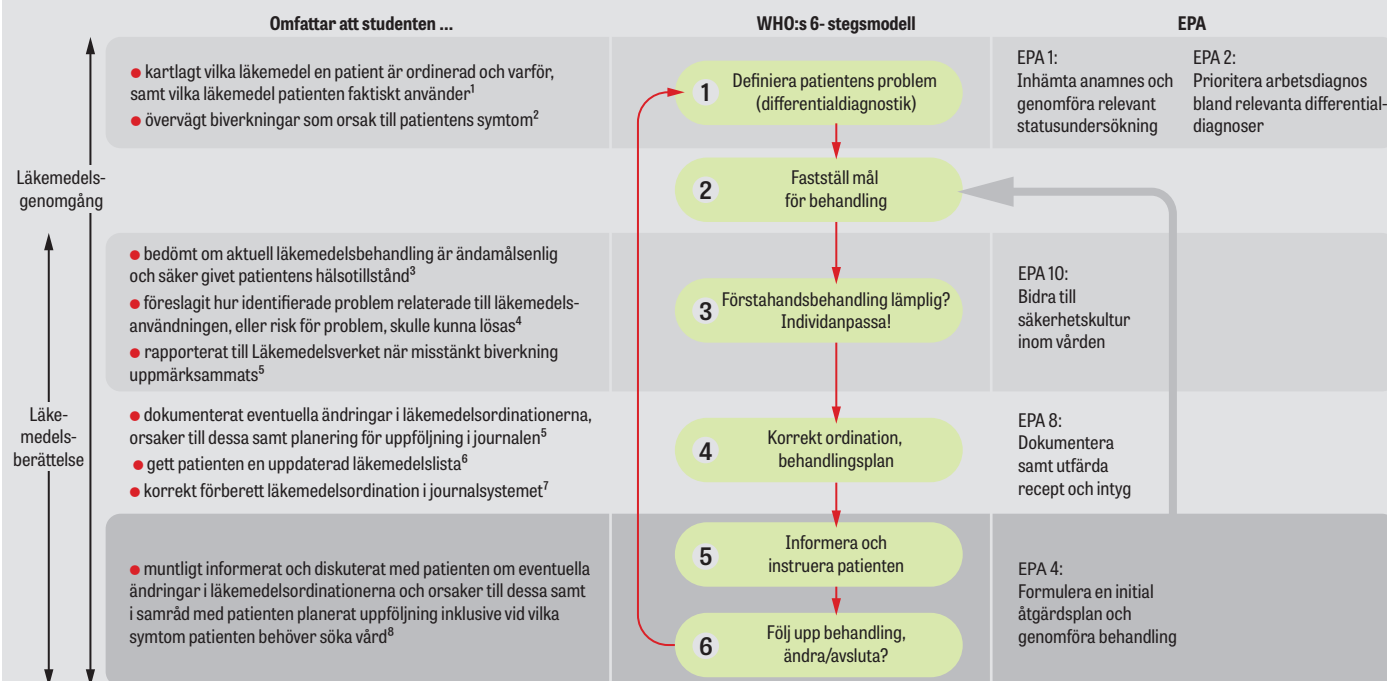 Omfattar att studenten ...
WHO:s 6- stegsmodell
EPA
Läkemedels-
genomgång
Läke-
medels-
berättelse
● kartlagt vilka läkemedel en patient är ordinerad och varför,
samt vilka läkemedel patienten faktiskt använder1
● övervägt biverkningar som orsak till patientens symtom2
1
Definiera patientens problem
(differentialdiagnostik)
EPA 1:
Inhämta anamnes och
genomföra relevant
statusundersökning
EPA 2:
Prioritera arbetsdiagnos
bland relevanta differential-
diagnoser
2
Fastställ mål
för behandling
● bedömt om aktuell läkemedelsbehandling är ändamålsenlig
och säker givet patientens hälsotillstånd3
● föreslagit hur identifierade problem relaterade till läkemedels-
användningen, eller risk för problem, skulle kunna lösas4
● rapporterat till Läkemedelsverket när misstänkt biverkning
uppmärksammats5
3
Förstahandsbehandling lämplig?
Individanpassa!
EPA 10:
Bidra till
säkerhetskultur
inom vården
● dokumenterat eventuella ändringar i läkemedelsordinationerna,
orsaker till dessa samt planering för uppföljning i journalen5
● gett patienten en uppdaterad läkemedelslista6
● korrekt förberett läkemedelsordination i journalsystemet7
4
Korrekt ordination,
behandlingsplan
EPA 8:
Dokumentera
samt utfärda
recept och intyg
● muntligt informerat och diskuterat med patienten om eventuella
ändringar i läkemedelsordinationerna och orsaker till dessa samt
i samråd med patienten planerat uppföljning inklusive vid vilka
symtom patienten behöver söka vård8
5
Informera och
instruera patienten
6
Följ upp behandling,
ändra/avsluta?
EPA 4:
Formulera en initial
åtgärdsplan och
genomföra behandling